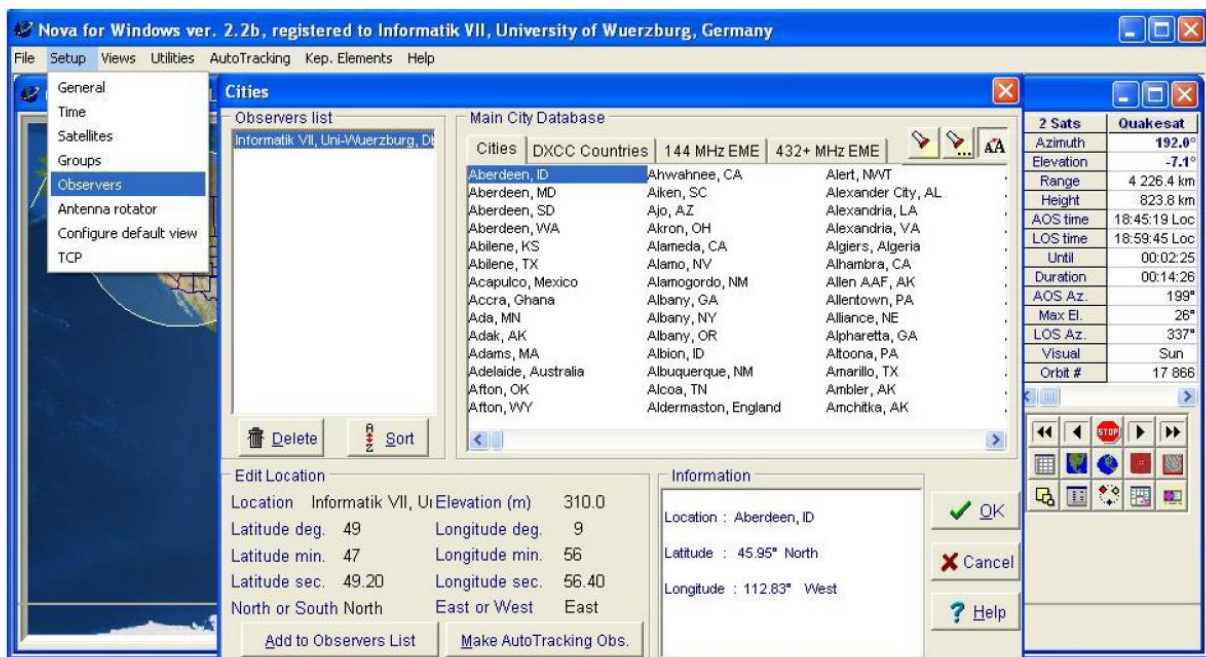 Nova for Windows ver. 2.2b, registered to Informatik VII, University of Wuerzburg, Germany
File Setup Views Utilities AutoTracking Kep. Elements Help
General
Time
Satellites
Groups
Observers
Antenna rotator
Configure default view
TCP
Cities
Observers list
Informatik VII, Uni-Wuerzburg,
Delete
Sort
Main City Database
Cities DXCC Countries 144 MHz EME 432+ MHz EME
Aberdeen, ID Ahwahnee, CA Alert, NWT
Aberdeen, MD Aiken, SC Alexander City, AL
Aberdeen, SD Ajo, AZ Alexandria, LA
Aberdeen, WA Akron, OH Alexandria, VA
Abilene, KS Alameda, CA Algiers, Algeria
Abilene, TX Alamo, NV Alhambra, CA
Acapulco, Mexico Alamogordo, NM Allen AAF, AK
Accra, Ghana Albany, GA Allentown, PA
Ada, MN Albany, NY Alliance, NE
Adak, AK Albany, OR Alpharetta, GA
Adams, MA Albion, ID Altoona, PA
Adelaide, Australia Albuquerque, NM Amarillo, TX
Afton, OK Alcoa, TN Ambler, AK
Afton, WY Aldermaston, England Amchitka, AK
Edit Location
Location Informatik VII, Elevation (m) 310.0
Latitude deg. 49 Longitude deg. 9
Latitude min. 47 Longitude min. 56
Latitude sec. 49.20 Longitude sec. 56.40
North or South North East or West East
Add to Observers List Make AutoTracking Obs.
Information
Location : Aberdeen, ID
Latitude : 45.95° North
Longitude : 112.83° West
OK
Cancel
Help
2 Sats Quakesat
Azimuth 192.0°
Elevation -7.1°
Range 4 226.4 km
Height 823.8 km
AOS time 18:45:19 Loc
LOS time 18:59:45 Loc
Until 00:02:25
Duration 00:14:26
AOS Az. 199°
Max El. 26°
LOS Az. 337°
Visual Sun
Orbit # 17 866
STOP